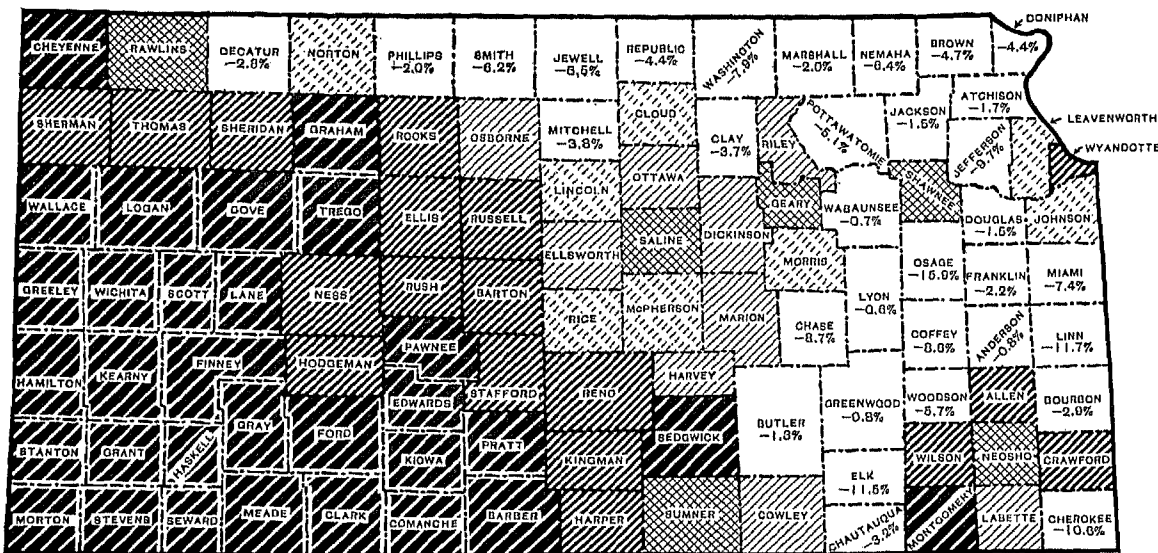 DONIPHAN
-4.4%
CHEYENNE
RAWLINS
DECATUR
-2.8%
NORTON
PHILLIPS
-2.0%
SMITH
-6.2%
JEWELL
-6.5%
REPUBLIC
-4.4%
WASHINGTON
-7.9%
MARSHALL
-2.0%
NEMAHA
-6.4%
BROWN
-4.7%
ATCHISON
-1.7%
LEAVENWORTH
WYANDOTTE
SHERMAN
THOMAS
SHERIDAN
GRAHAM
ROOKS
OSBORNE
MITCHELL
-3.8%
CLOUD
CLAY
-3.7%
RILEY
POTTAWATOMIE
-5.1%
JACKSON
-1.5%
JEFFERSON
WALLACE
LOGAN
GOVE
TREGO
ELLIS
RUSSELL
LINCOLN
OTTAWA
DICKINSON
GEARY
WABAUNSEE
-0.7%
SHAWNEE
DOUGLAS
-1.6%
JOHNSON
ELLSWORTH
SALINE
MORRIS
OSAGE
-15.9%
FRANKLIN
-2.2%
MIAMI
-7.4%
GREELEY
WICHITA
SCOTT
LANE
NESS
RUSH
BARTON
RICE
MCPHERSON
MARION
CHASE
-8.7%
LYON
-0.6%
COFFEY
-8.6%
ANDERSON
-0.8%
LINN
-11.7%
HAMILTON
KEARNY
FINNEY
HODGEMAN
PAWNEE
EDWARDS
STAFFORD
RENO
HARVEY
GRAY
FORD
PRATT
KIOWA
SEDGWICK
BUTLER
-1.3%
GREENWOOD
-0.8%
WOODSON
-5.7%
ALLEN
BOURBON
-2.9%
STANTON
GRANT
HASKELL
KINGMAN
ELK
-11.5%
WILSON
NEOSHO
CRAWFORD
MORTON
STEVENS
SEWARD
MEADE
CLARK
COMANCHE
BARBER
HARPER
SUMNER
COWLEY
CHAUTAUQUA
-3.2%
MONTGOMERY
LABETTE
CHEROKEE
-10.6%